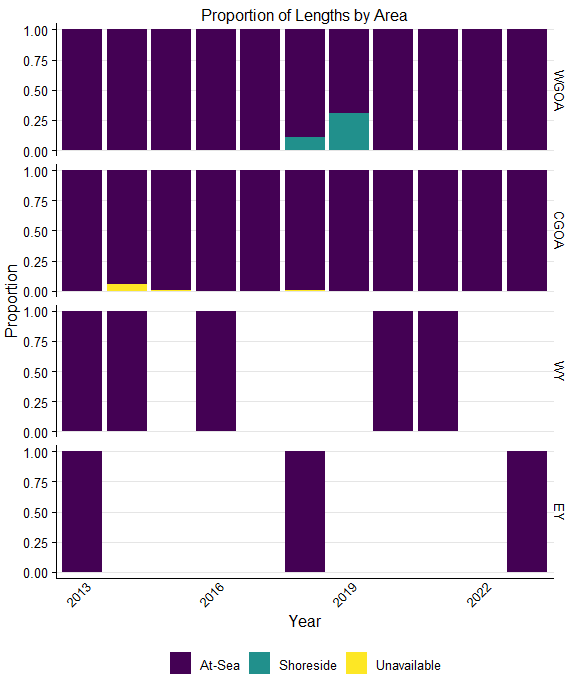 Proportion of Lengths by Area
1.00
0.75
0.50
0.25
0.00
WGOA
1.00
0.75
0.50
0.25
0.00
CGOA
1.00
0.75
0.50
0.25
0.00
WY
1.00
0.75
0.50
0.25
0.00
EY
Proportion
2013
2016
2019
2022
Year
At-Sea
Shoreside
Unavailable